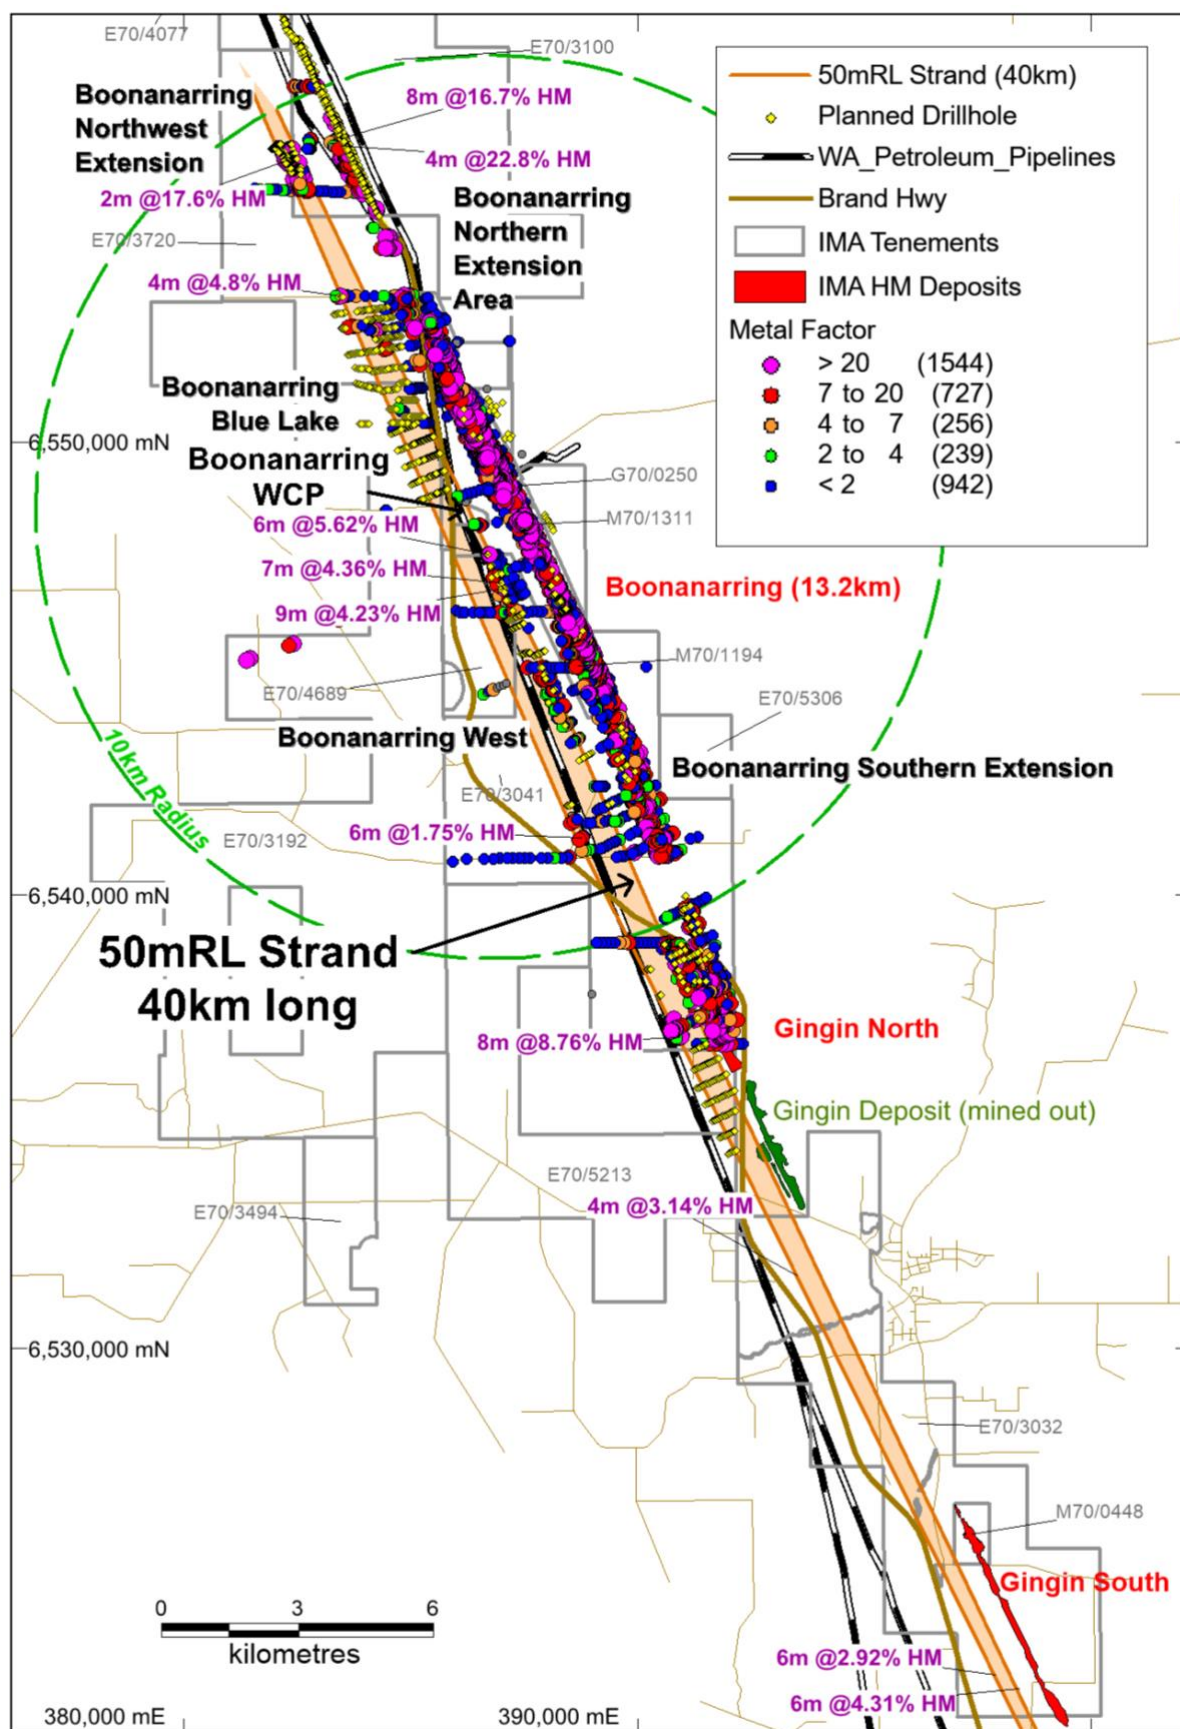 E70/4077
E70/3100
50mRL Strand (40km)
Planned Drillhole
WA_Petroleum_Pipelines
Brand Hwy
IMA Tenements
IMA HM Deposits
Metal Factor
> 20 (1544)
7 to 20 (727)
4 to 7 (256)
2 to 4 (239)
< 2 (942)
Boonanarring
Northwest
Extension
8m @16.7% HM
4m @22.8% HM
2m @17.6% HM
Boonanarring
Northern
Extension
Area
E70/3720
4m @4.8% HM
Boonanarring
Blue Lake
6,550,000 mN
Boonanarring
WCP
G70/0250
M70/1311
6m @5.62% HM
7m @4.36% HM
Boonanarring (13.2km)
9m @4.23% HM
M70/1194
E70/4689
E70/5306
Boonanarring West
10km Radius
Boonanarring Southern Extension
E70/3041
6m @1.75% HM
E70/3192
6,540,000 mN
50mRL Strand
40km long
Gingin North
8m @8.76% HM
Gingin Deposit (mined out)
E70/5213
4m @3.14% HM
E70/3494
6,530,000 mN
E70/3032
M70/0448
Gingin South
0 3 6
kilometres
6m @2.92% HM
6m @4.31% HM
380,000 mE
390,000 mE